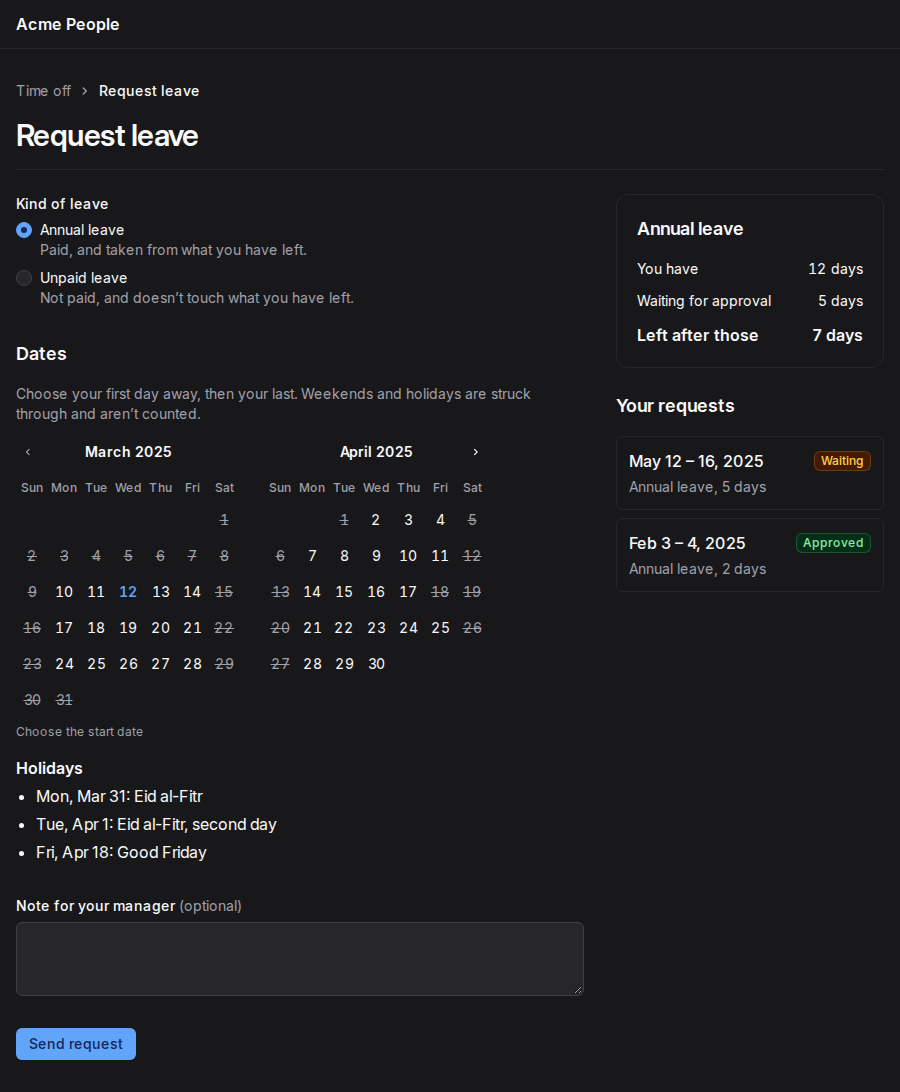 Acme People
Time off › Request leave
Request leave
Kind of leave
Annual leave
Paid, and taken from what you have left.
Unpaid leave
Not paid, and doesn’t touch what you have left.
Dates
Choose your first day away, then your last. Weekends and holidays are struck
through and aren’t counted.
March 2025
Sun Mon Tue Wed Thu Fri Sat
1
2 3 4 5 6 7 8
9 10 11 12 13 14 15
16 17 18 19 20 21 22
23 24 25 26 27 28 29
30 31
April 2025
Sun Mon Tue Wed Thu Fri Sat
1 2 3 4 5
6 7 8 9 10 11 12
13 14 15 16 17 18 19
20 21 22 23 24 25 26
27 28 29 30
Choose the start date
Holidays
Mon, Mar 31: Eid al-Fitr
Tue, Apr 1: Eid al-Fitr, second day
Fri, Apr 18: Good Friday
Note for your manager (optional)
Send request
Annual leave
You have 12 days
Waiting for approval 5 days
Left after those 7 days
Your requests
May 12 – 16, 2025 Waiting
Annual leave, 5 days
Feb 3 – 4, 2025 Approved
Annual leave, 2 days